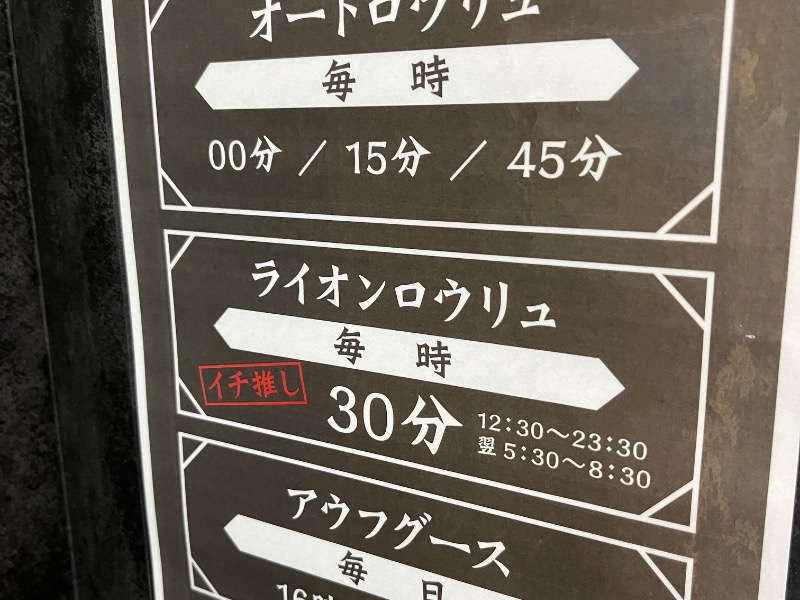 オートロウリュ
毎時
00分 / 15分 / 45分
ライオンロウリュ
毎時
イチ推し
30分
12:30〜23:30
翌5:30〜8:30
アウフグース
毎日